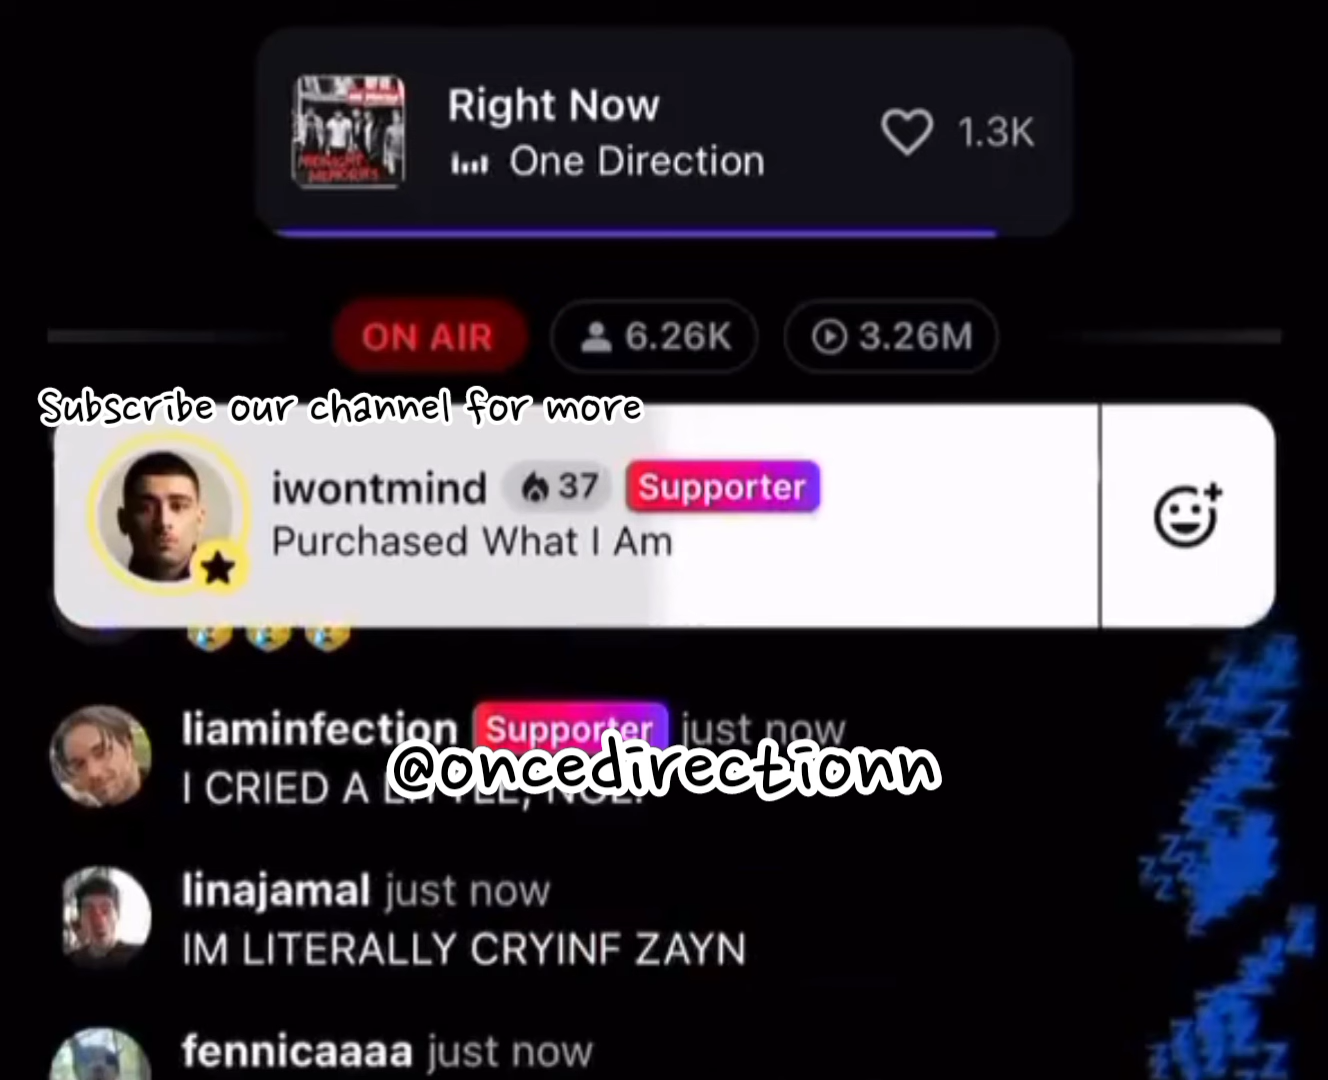 Right Now
One Direction
1.3K
ON AIR
6.26K
3.26M
Subscribe our channel for more
iwontmind 37 Supporter
Purchased What I Am
liaminfection Supporter just now
@oncedirectionn
I CRIED A
linajamal just now
IM LITERALLY CRYINF ZAYN
fennicaaaa just now